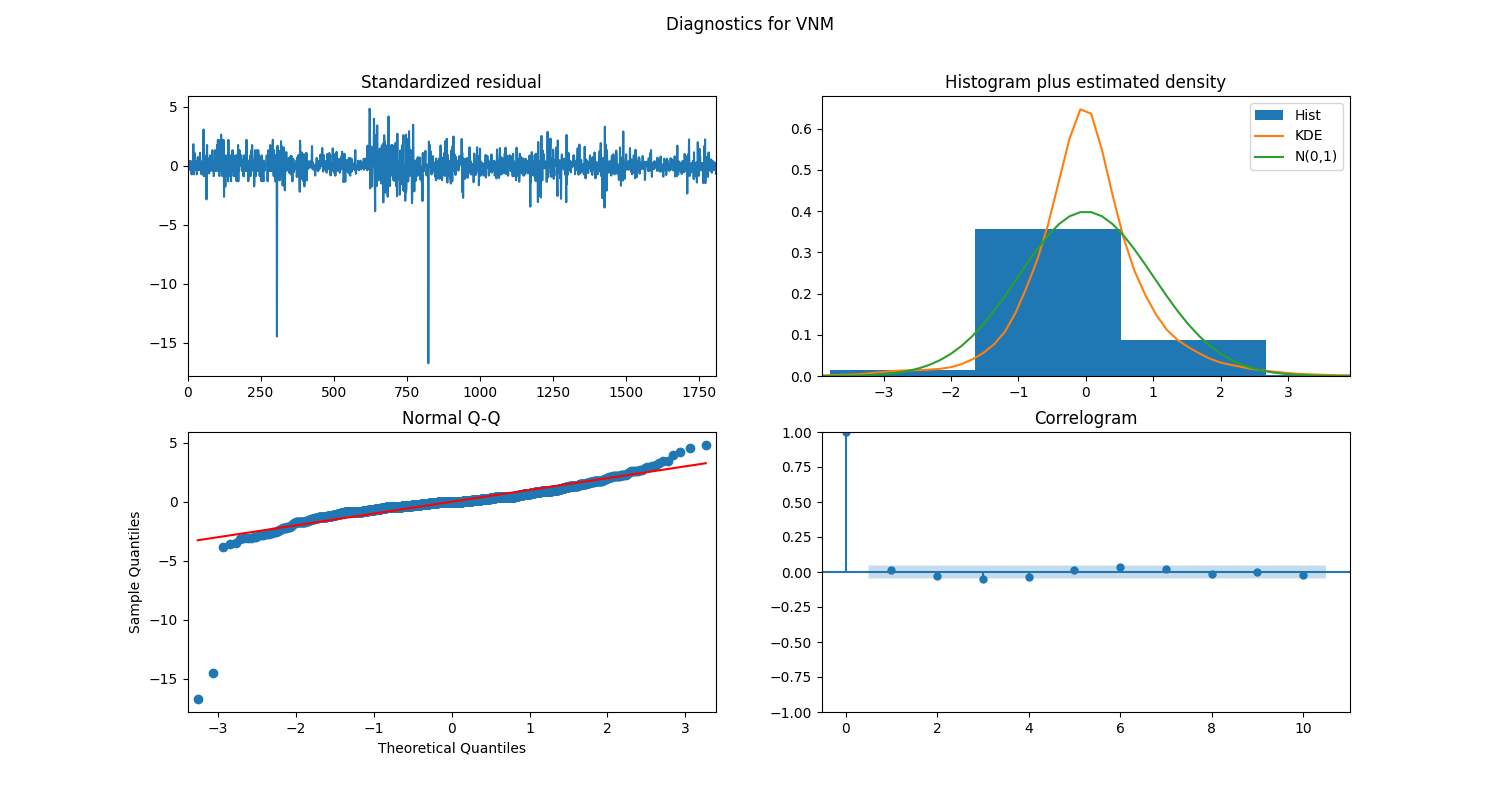 Diagnostics for VNM
Standardized residual
5
0
−5
−10
−15
0 250 500 750 1000 1250 1500 1750
Histogram plus estimated density
Hist
KDE
N(0,1)
0.6
0.5
0.4
0.3
0.2
0.1
0.0
−3 −2 −1 0 1 2 3
Normal Q-Q
Sample Quantiles
5
0
−5
−10
−15
−3 −2 −1 0 1 2 3
Theoretical Quantiles
Correlogram
1.00
0.75
0.50
0.25
0.00
−0.25
−0.50
−0.75
−1.00
0 2 4 6 8 10